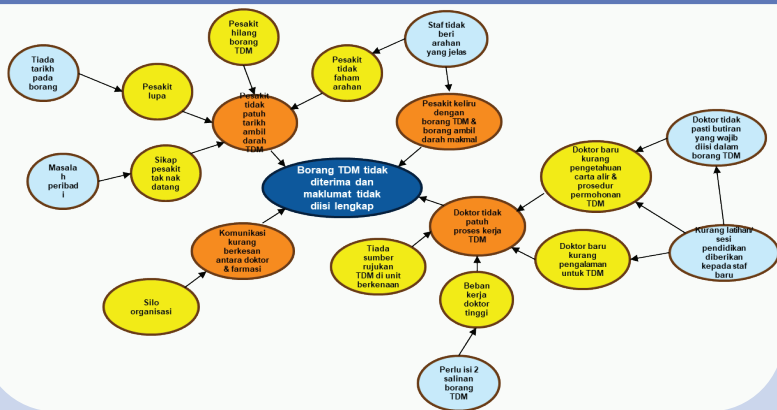 Pesakit
hilang
borang
TDM
Staf tidak
beri
arahan
yang jelas
Tiada
tarikh
pada
borang
Pesakit
lupa
Pesakit
tidak
faham
arahan
Pesakit
tidak
patuh
tarikh
ambil
darah
TDM
Pesakit keliru
dengan
borang TDM &
borang ambil
darah makmal
Doktor tidak
pasti butiran
yang wajib
diisi dalam
borang TDM
Masala
h
peribad
i
Sikap
pesakit
tak nak
datang
Borang TDM tidak
diterima dan
maklumat tidak
diisi lengkap
Doktor baru
kurang
pengetahuan
carta alir &
prosedur
permohonan
TDM
Doktor tidak
patuh
proses kerja
TDM
Komunikasi
kurang
berkesan
antara doktor
& farmasi
Tiada
sumber
rujukan
TDM di unit
berkenaan
Doktor baru
kurang
pengalaman
untuk TDM
Kurang latihan/
sesi
pendidikan
diberikan
kepada staf
baru
Silo
organisasi
Beban
kerja
doktor
tinggi
Perlu isi 2
salinan
borang
TDM